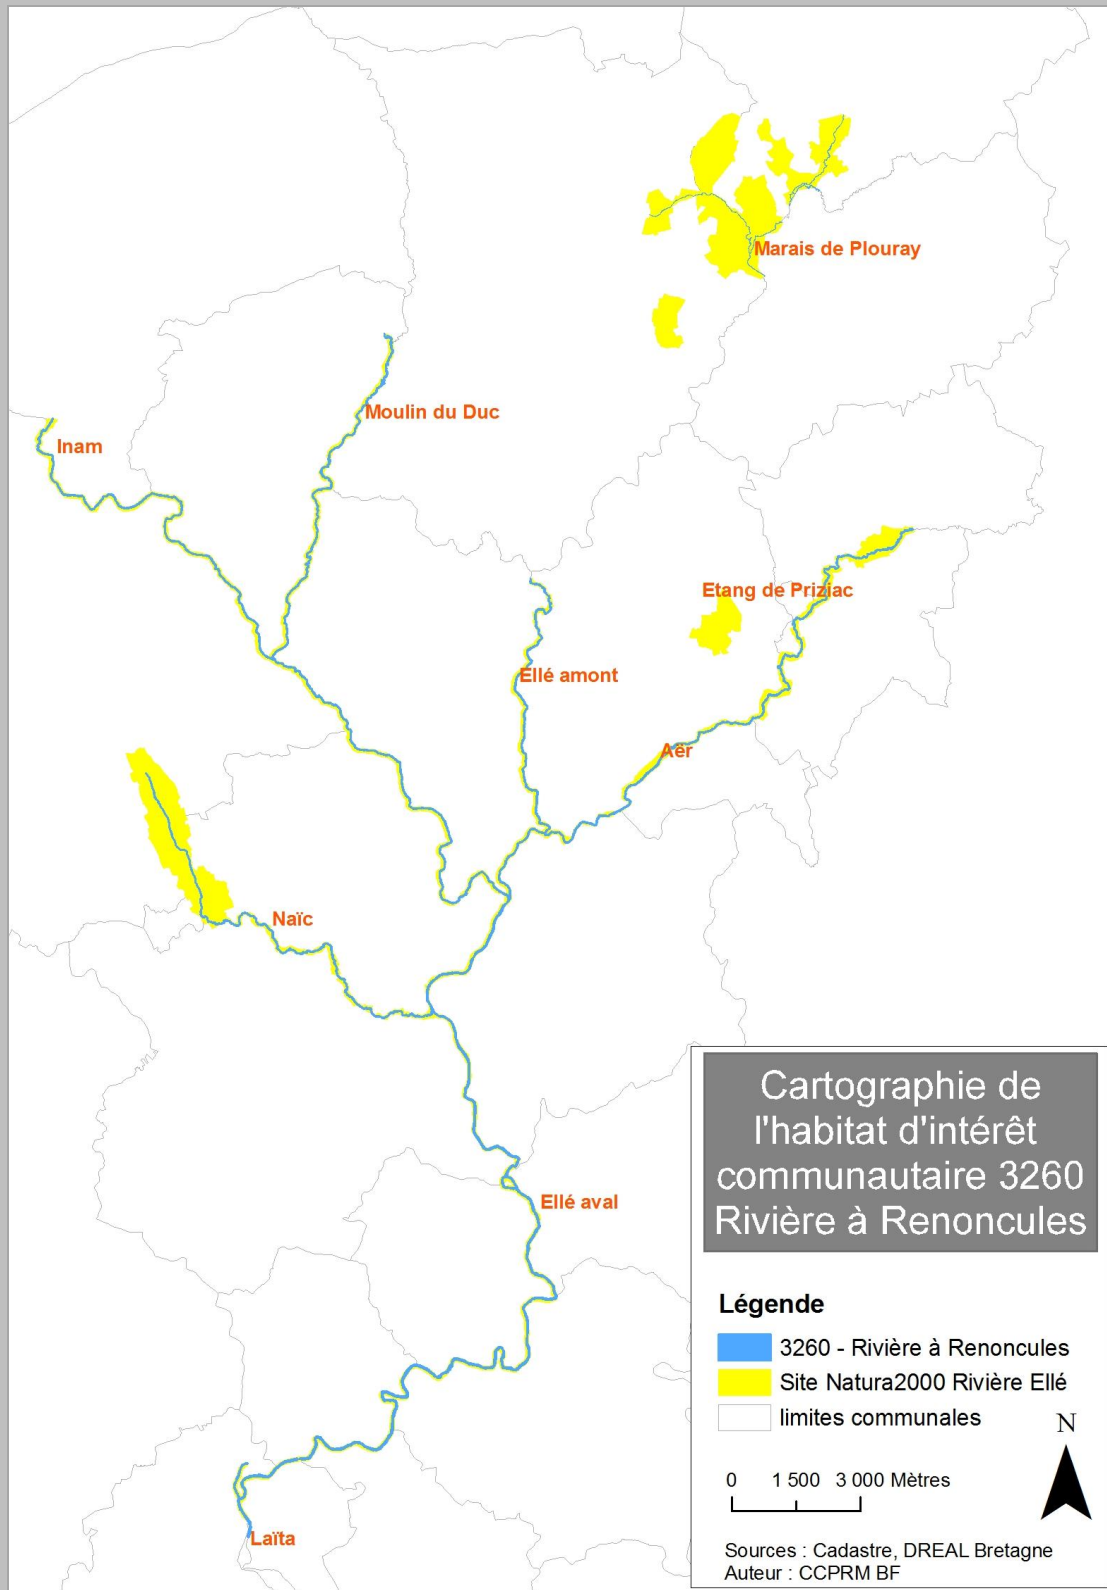 Marais de Plouray
Moulin du Duc
Inam
Etang de Priziac
Ellé amont
Aër
Naïc
Ellé aval
Laïta
Cartographie de
l'habitat d'intérêt
communautaire 3260
Rivière à Renoncules
Légende
3260 - Rivière à Renoncules
Site Natura2000 Rivière Ellé
limites communales
N
0 1 500 3 000 Mètres
Sources : Cadastre, DREAL Bretagne
Auteur : CCPRM BF